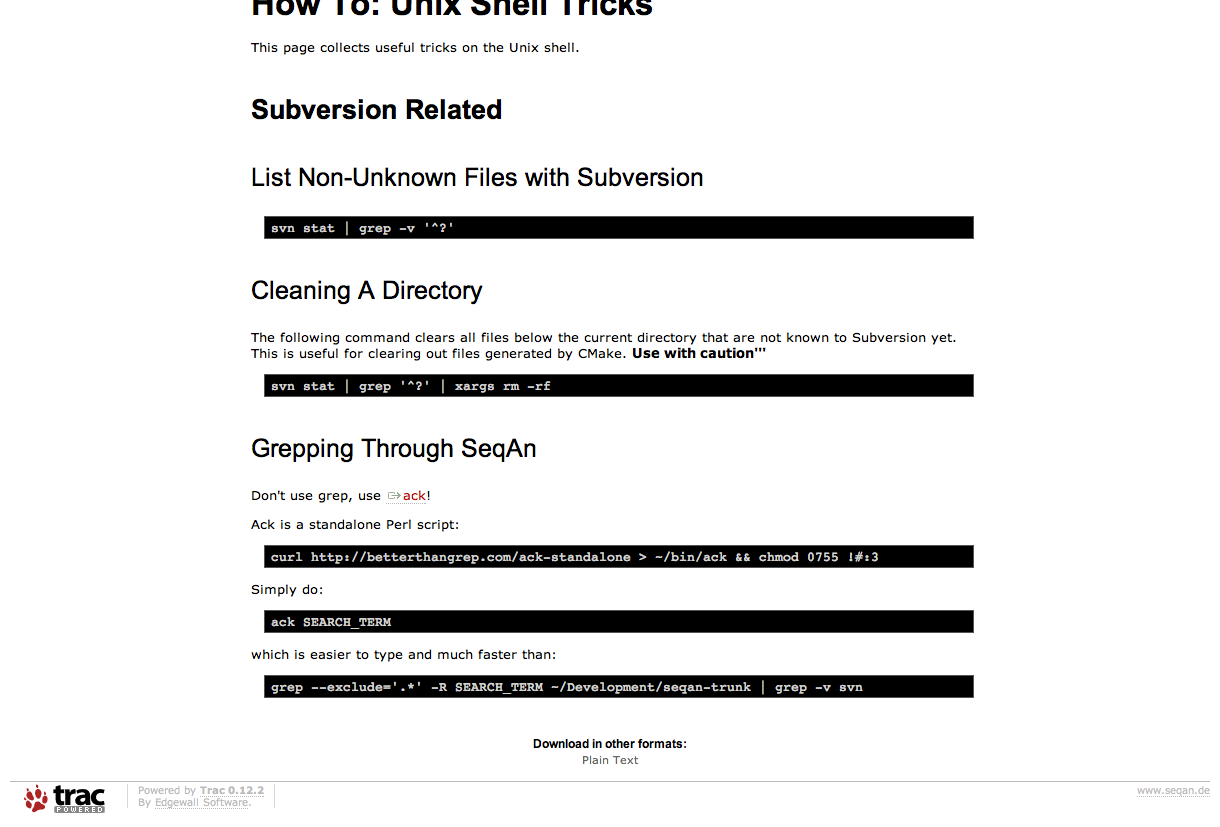 How To: Unix Shell Tricks
This page collects useful tricks on the Unix shell.
Subversion Related
List Non-Unknown Files with Subversion
svn stat | grep -v '^?'
Cleaning A Directory
The following command clears all files below the current directory that are not known to Subversion yet.
This is useful for clearing out files generated by CMake. Use with caution'''
svn stat | grep '^?' | xargs rm -rf
Grepping Through SeqAn
Don't use grep, use ack!
Ack is a standalone Perl script:
curl http://betterthangrep.com/ack-standalone > ~/bin/ack && chmod 0755 !#:3
Simply do:
ack SEARCH_TERM
which is easier to type and much faster than:
grep --exclude='.*' -R SEARCH_TERM ~/Development/seqan-trunk | grep -v svn
Download in other formats:
Plain Text
trac
POWERED
Powered by Trac 0.12.2
By Edgewall Software.
www.seqan.de